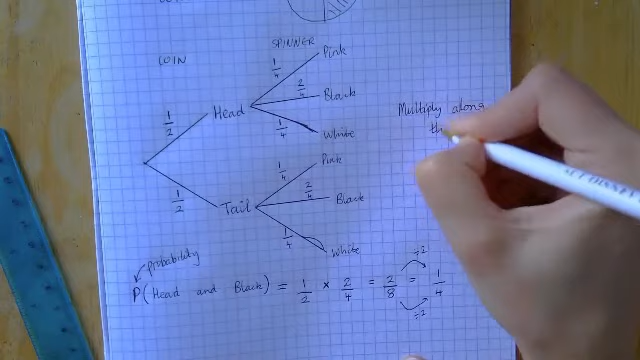 SPINNER
COIN
1/4 Pink
2/4 Black
1/2 Head
1/4 White
Multiply along
th
1/4 Pink
1/2 Tail
2/4 Black
1/4 White
probability
P(Head and Black) = 1/2 × 2/4 = 2/8 = 1/4
÷2
÷2